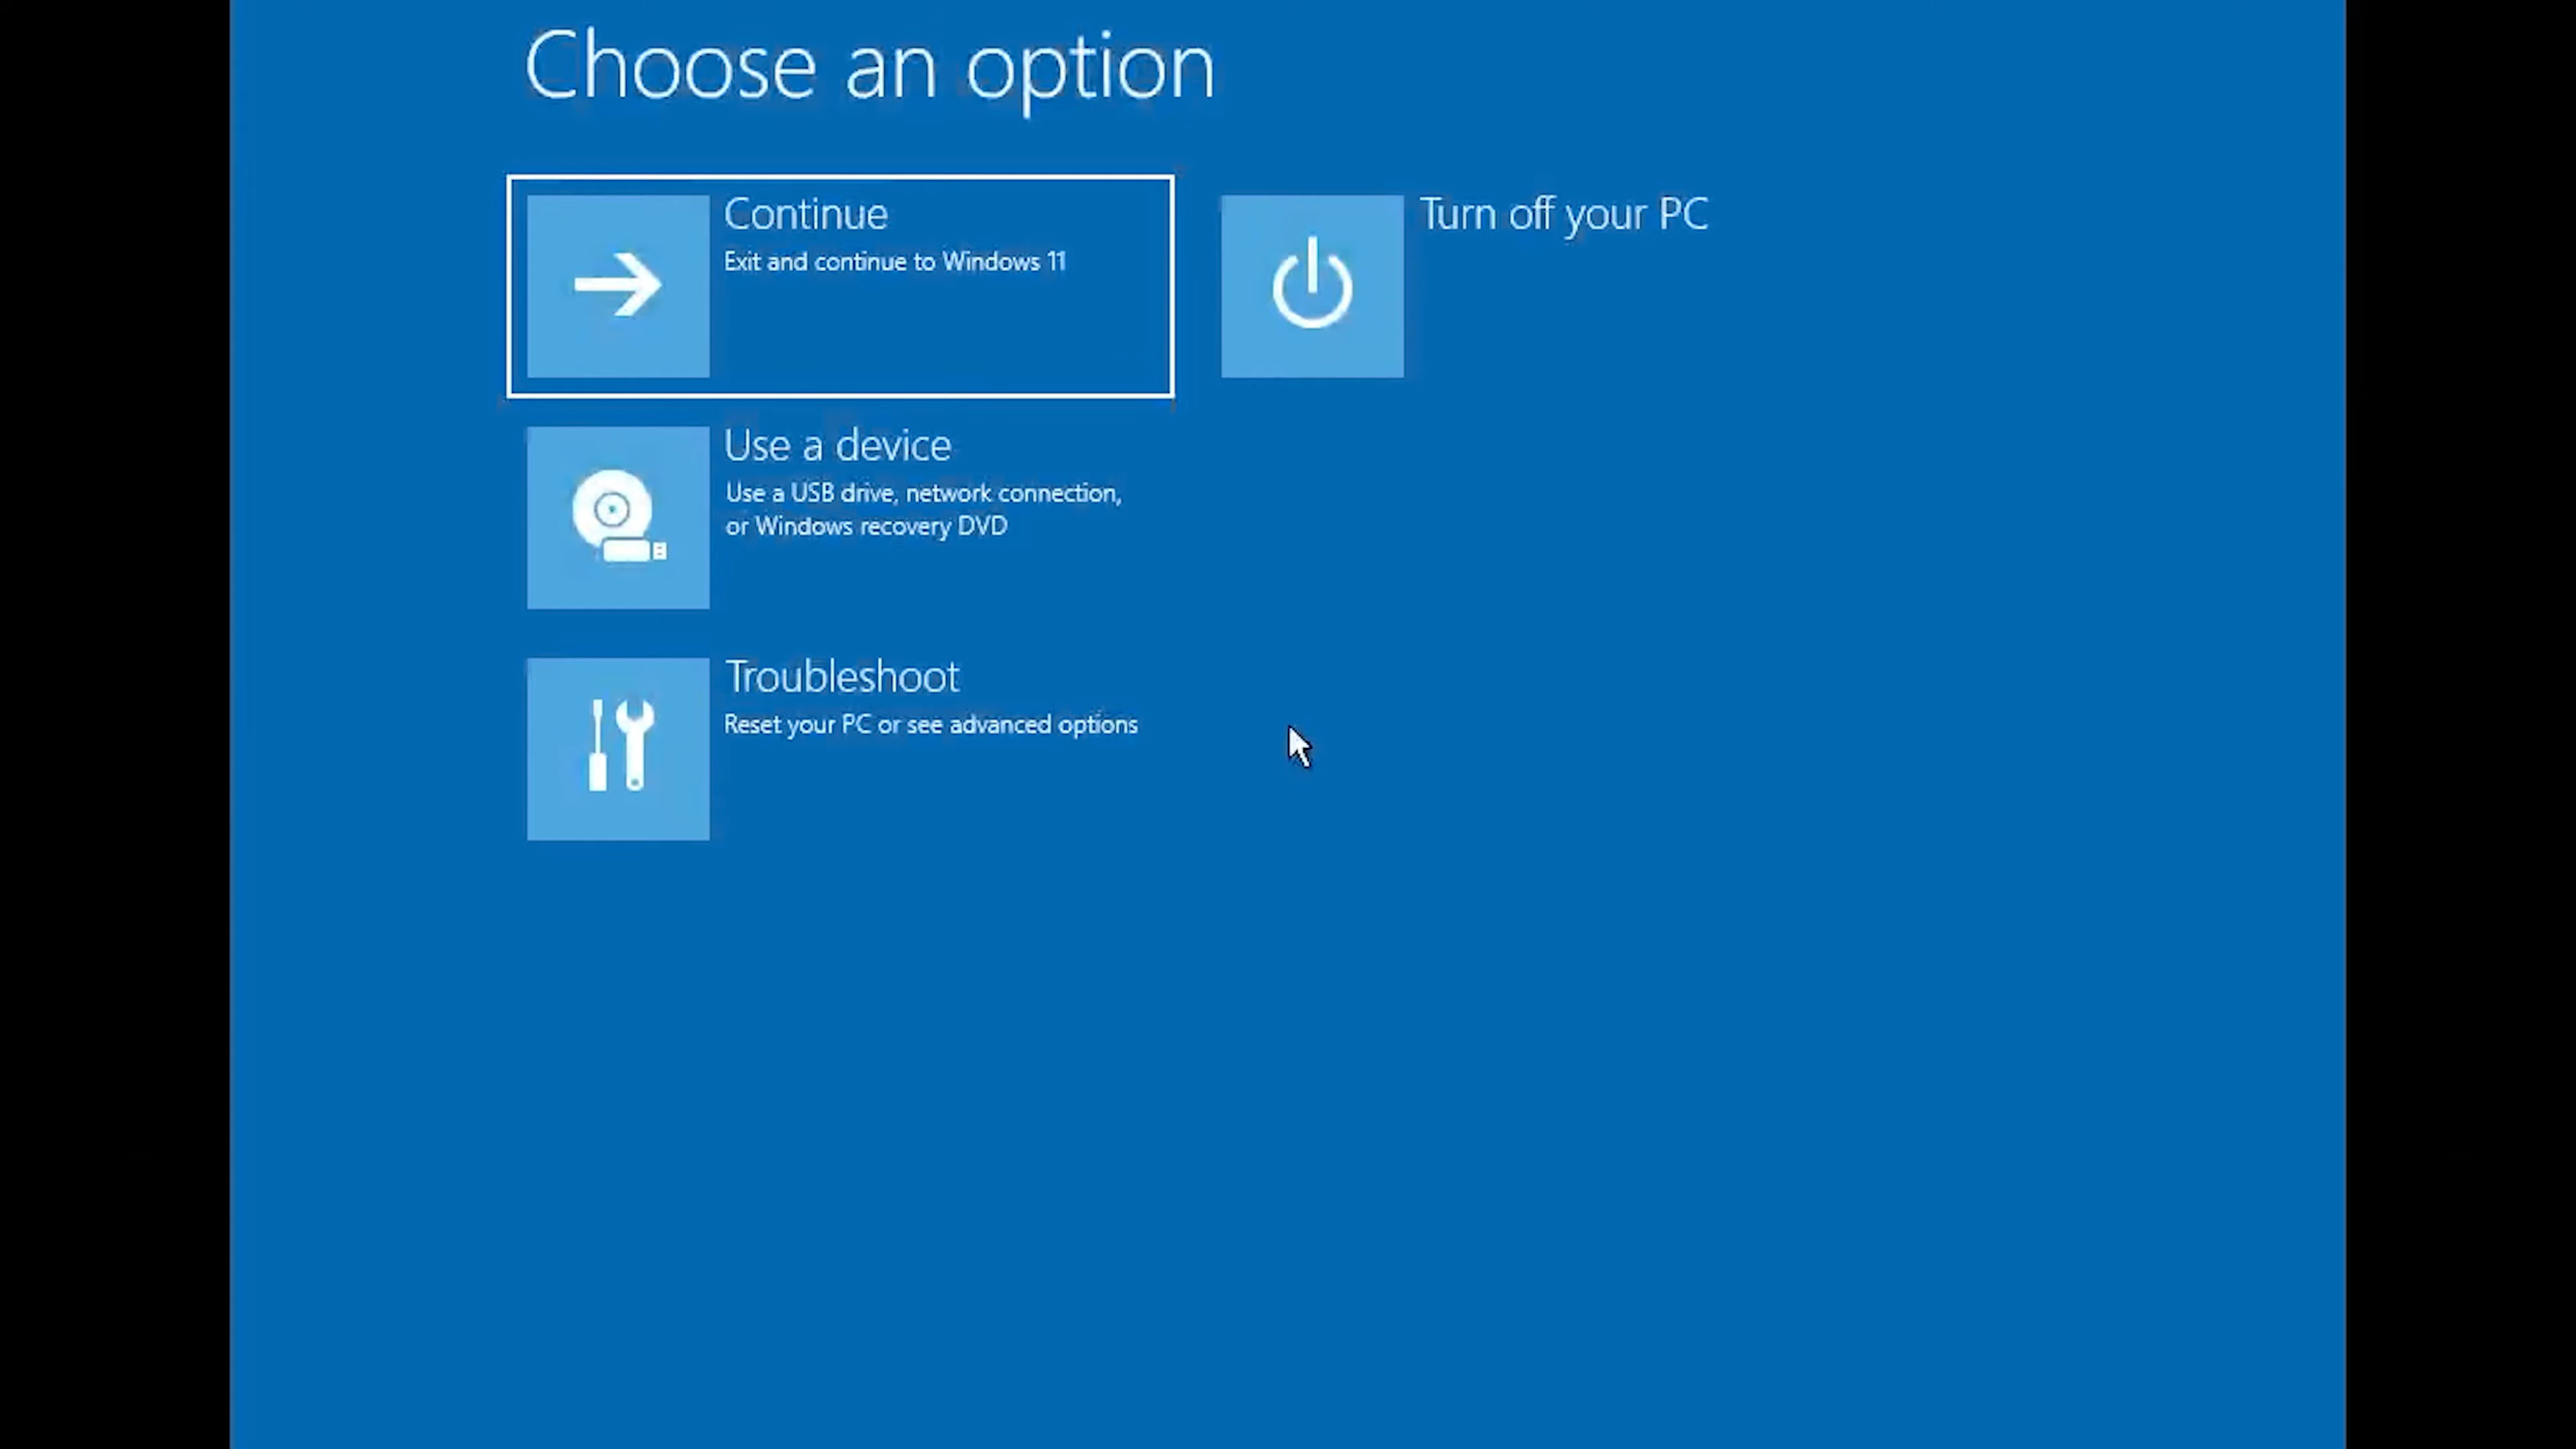 Choose an option
Continue
Exit and continue to Windows 11
Turn off your PC
Use a device
Use a USB drive, network connection,
or Windows recovery DVD
Troubleshoot
Reset your PC or see advanced options